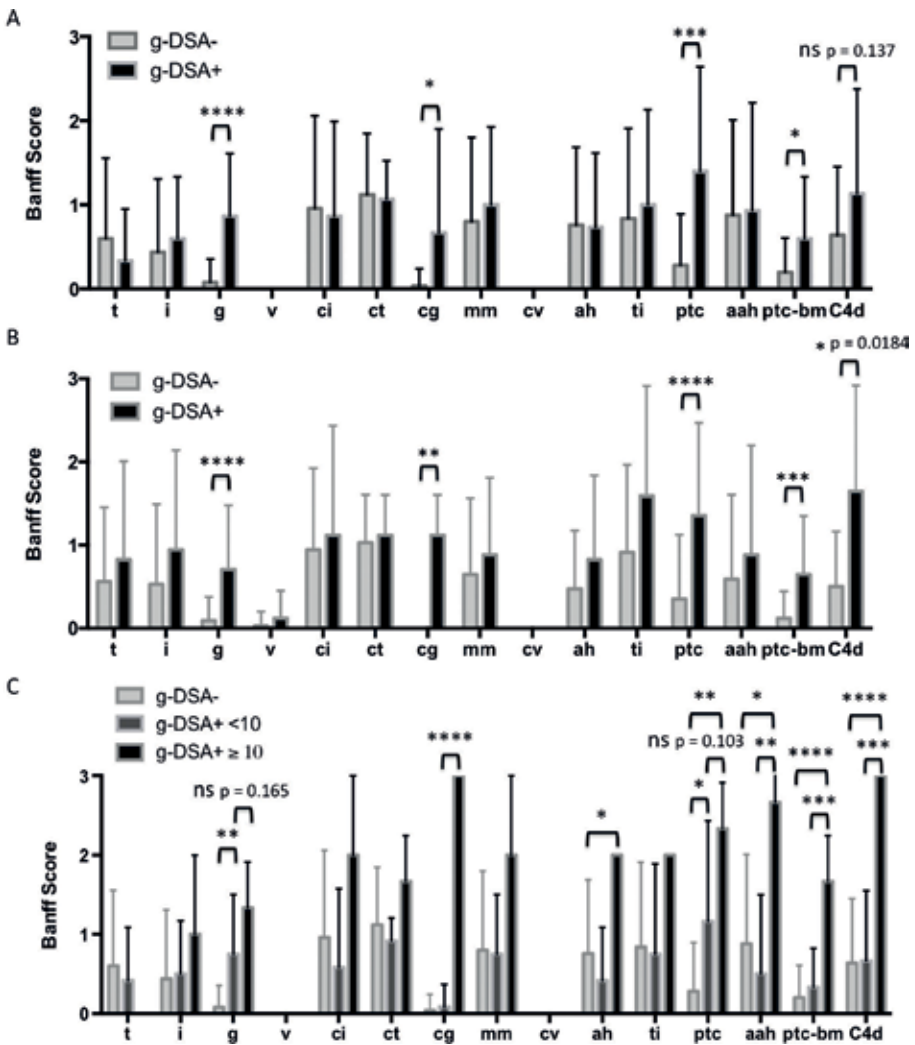 A
3
2
1
0
Banff Score
g-DSA-
g-DSA+
****
*
***
*
ns p = 0.137
t i g v ci ct cg mm cv ah ti ptc aah ptc-bm C4d
B
3
2
1
0
Banff Score
g-DSA-
g-DSA+
****
**
****
***
* p = 0.0184
t i g v ci ct cg mm cv ah ti ptc aah ptc-bm C4d
C
3
2
1
0
Banff Score
g-DSA-
g-DSA+ <10
g-DSA+ ≥ 10
ns p = 0.165
**
****
*
**
ns p = 0.103
*
*
**
****
***
****
***
t i g v ci ct cg mm cv ah ti ptc aah ptc-bm C4d